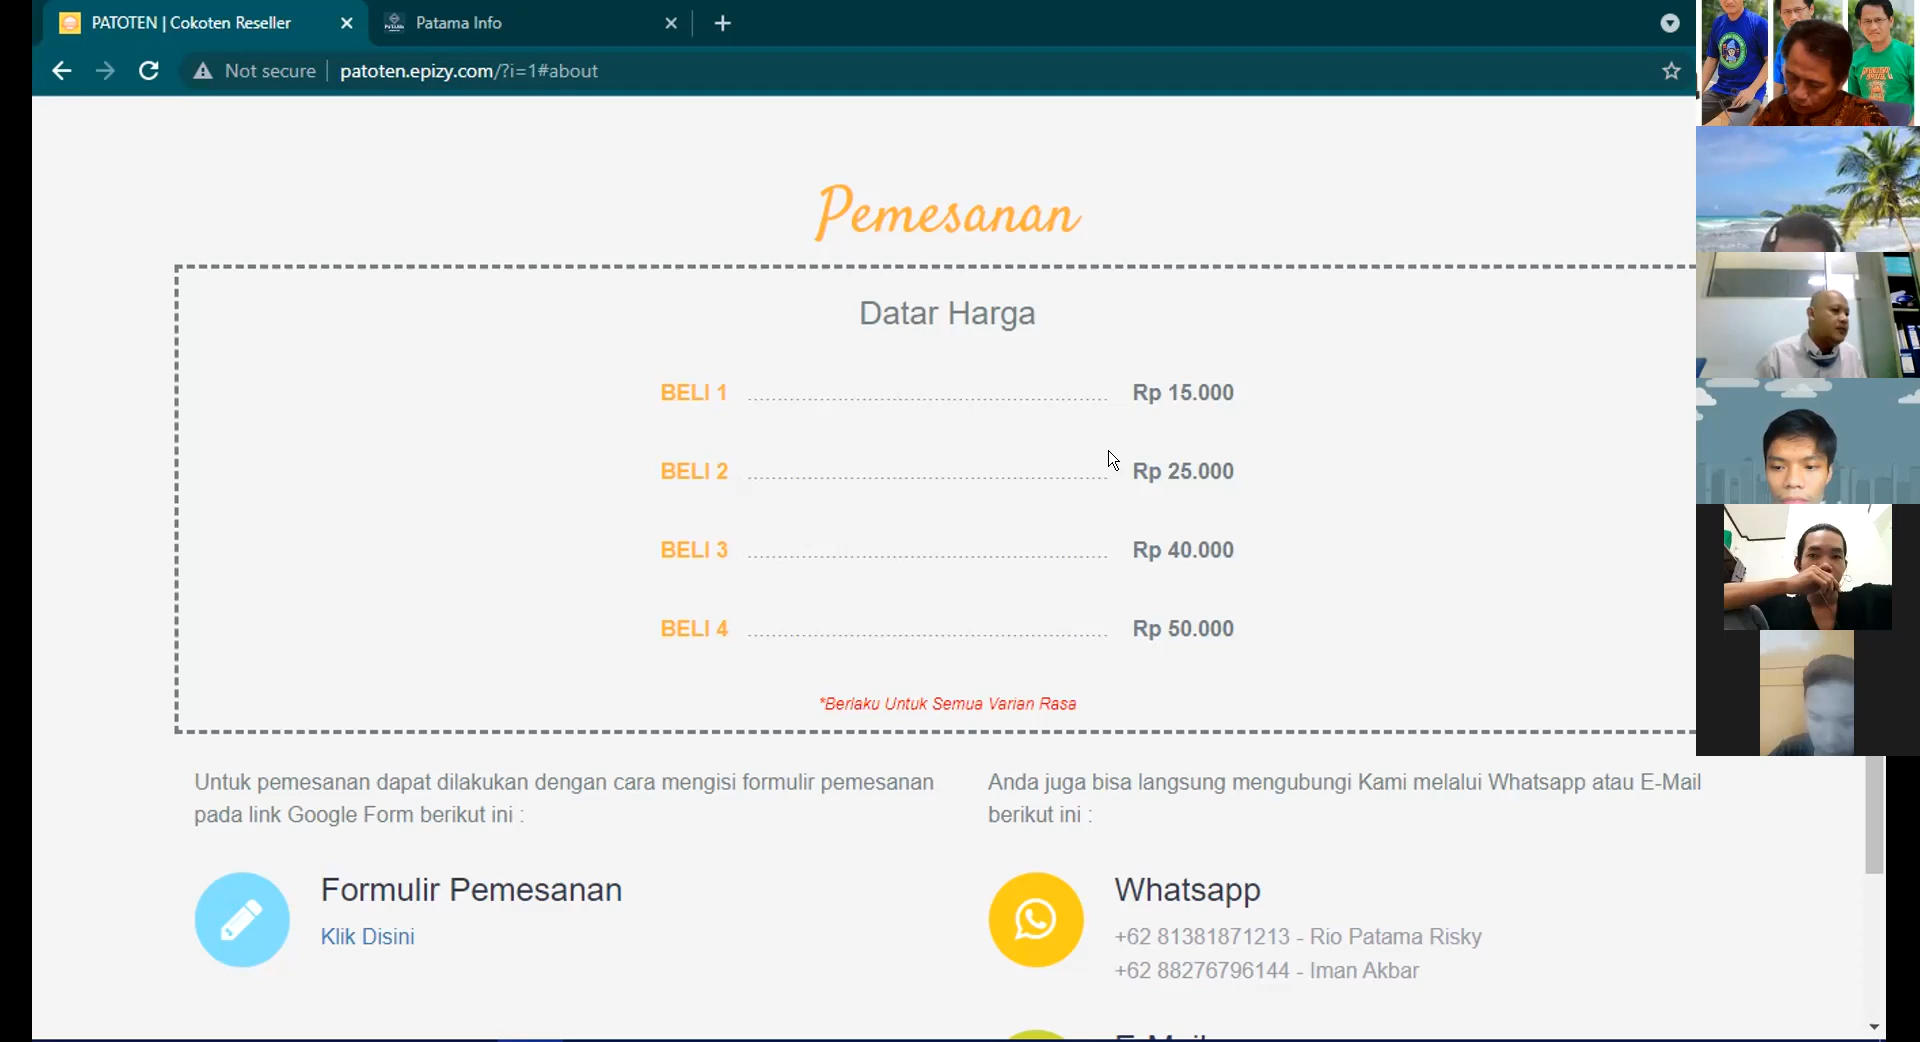 PATOTEN | Cokoten Reseller
Patama Info
Not secure
patoten.epizy.com/?i=1#about
Pemesanan
Datar Harga
BELI 1 Rp 15.000
BELI 2 Rp 25.000
BELI 3 Rp 40.000
BELI 4 Rp 50.000
*Berlaku Untuk Semua Varian Rasa
Untuk pemesanan dapat dilakukan dengan cara mengisi formulir pemesanan
pada link Google Form berikut ini :
Formulir Pemesanan
Klik Disini
Anda juga bisa langsung mengubungi Kami melalui Whatsapp atau E-Mail
berikut ini :
Whatsapp
+62 81381871213 - Rio Patama Risky
+62 88276796144 - Iman Akbar
E-Mail